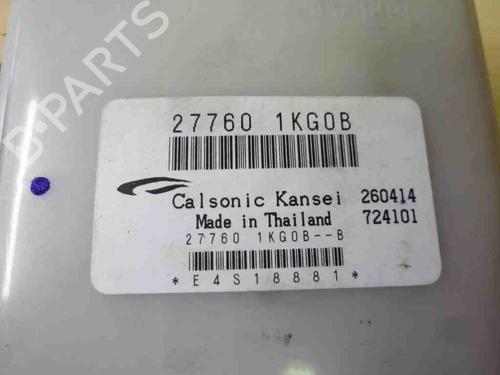 B-PARTS
27760 1KG0B
Calsonic Kansei 260414
Made in Thailand 724101
27760 1KG0B--B
*E4S18881*